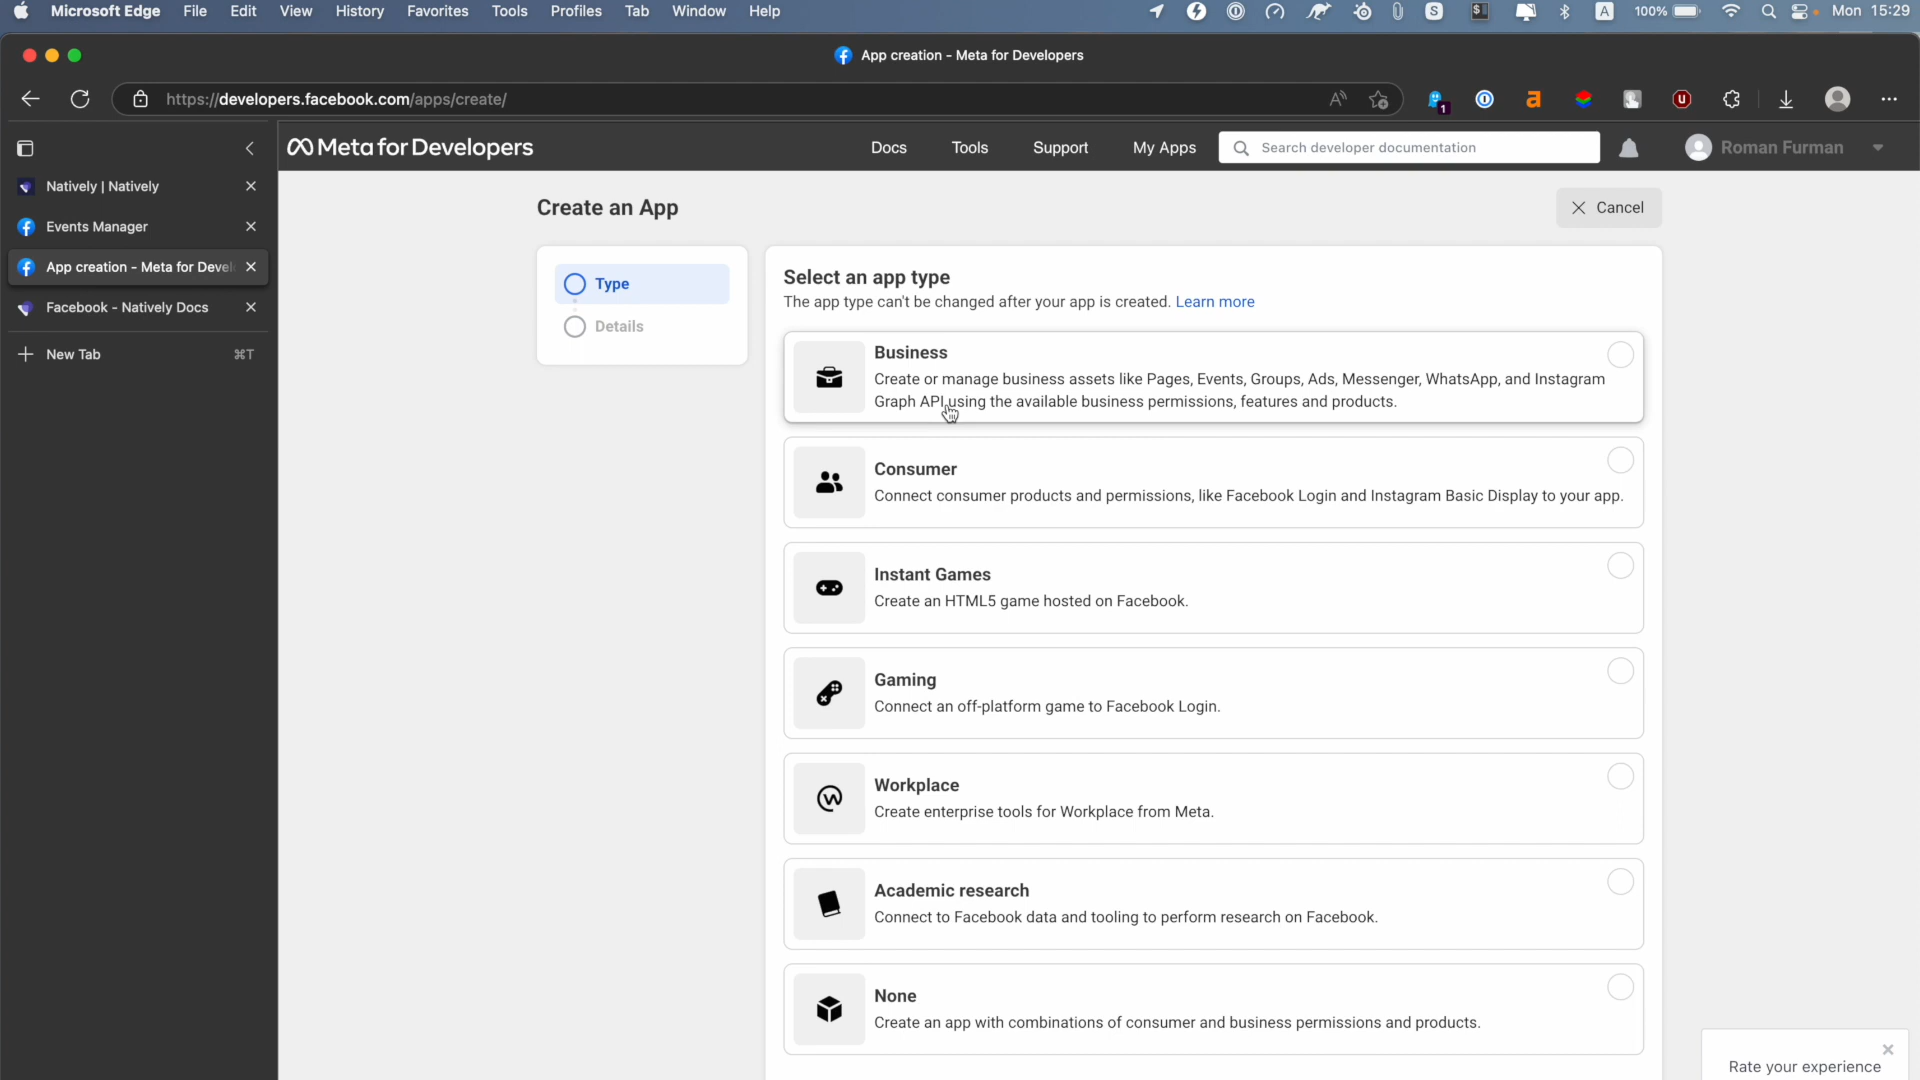 Microsoft Edge File Edit View History Favorites Tools Profiles Tab Window Help
S $ A 100% Mon 15:29
App creation - Meta for Developers
https://developers.facebook.com/apps/create/
A 1 a U
Meta for Developers
Docs Tools Support My Apps Search developer documentation Roman Furman
Natively | Natively
Events Manager
App creation - Meta for Devel
Facebook - Natively Docs
New Tab ⌘T
Create an App
Cancel
Type
Details
Select an app type
The app type can't be changed after your app is created. Learn more
Business
Create or manage business assets like Pages, Events, Groups, Ads, Messenger, WhatsApp, and Instagram
Graph API using the available business permissions, features and products.
Consumer
Connect consumer products and permissions, like Facebook Login and Instagram Basic Display to your app.
Instant Games
Create an HTML5 game hosted on Facebook.
Gaming
Connect an off-platform game to Facebook Login.
Workplace
Create enterprise tools for Workplace from Meta.
Academic research
Connect to Facebook data and tooling to perform research on Facebook.
None
Create an app with combinations of consumer and business permissions and products.
Rate your experience